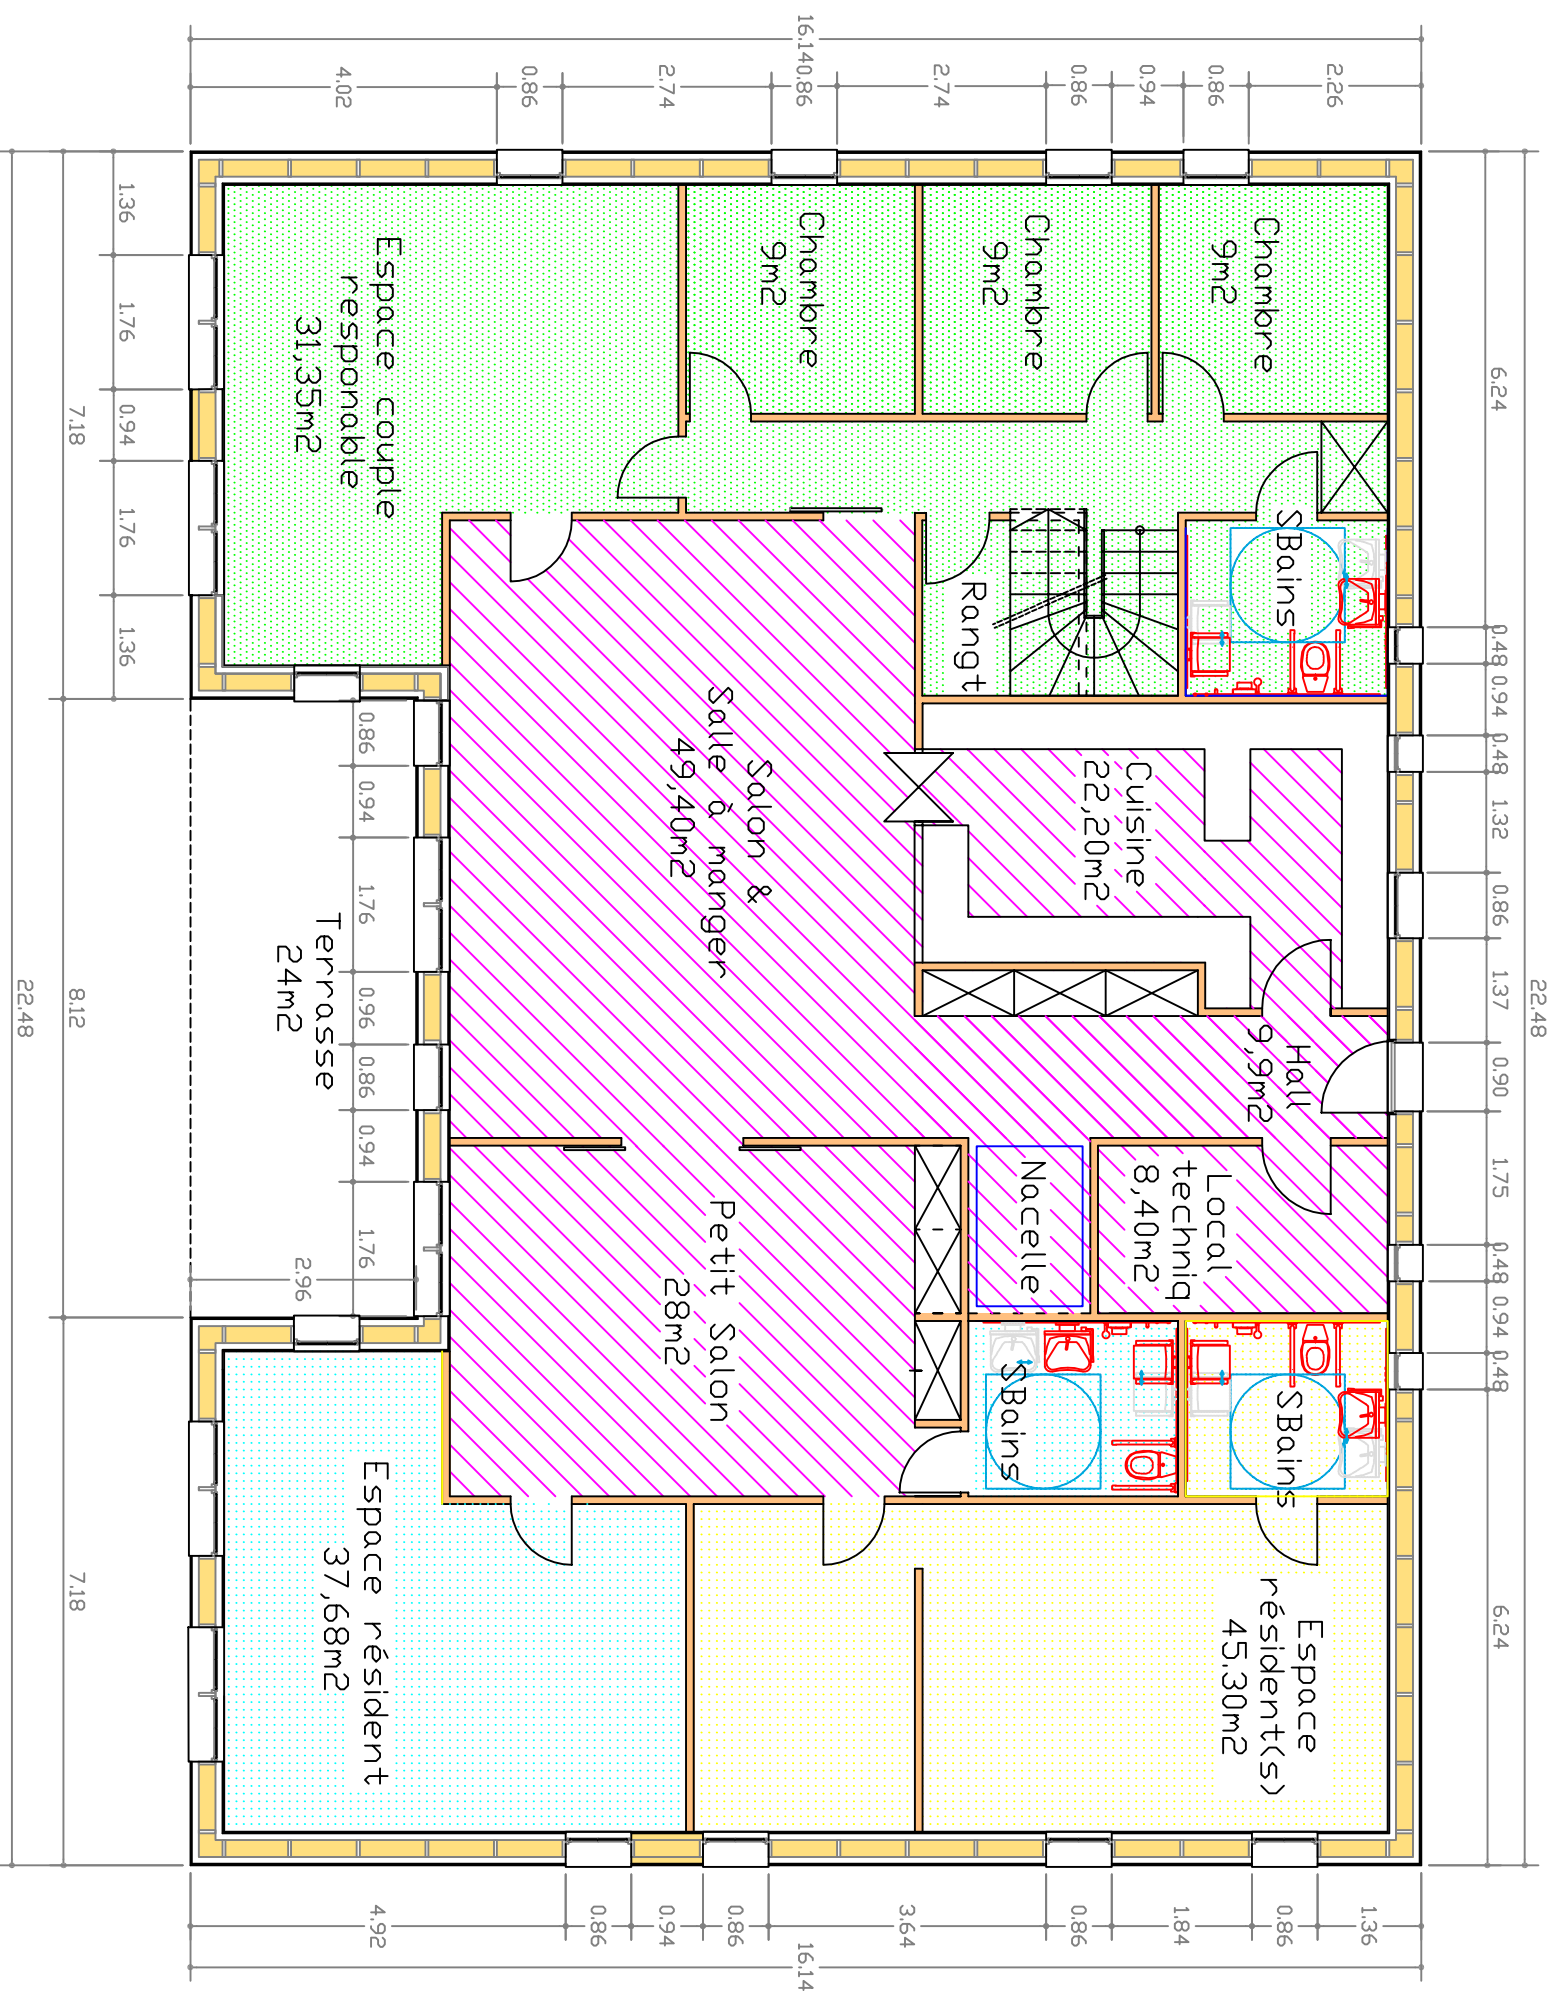 16.14
4.02
0.86
2.74
0.86
2.74
0.86
0.94
0.86
2.26
22.48
6.24
0.48
0.94
0.48
1.32
0.86
1.37
0.90
1.75
0.48
0.94
0.48
6.24
Chambre
9m2
Chambre
9m2
Chambre
9m2
Espace couple
responable
31,35m2
SBains
Rangt
Cuisine
22,20m2
Salon &
Salle à manger
49,40m2
Hall
9,9m2
Local
techniq
8,40m2
Nacelle
Petit Salon
28m2
SBains
SBains
Terrasse
24m2
Espace résident
37,68m2
Espace
résident(s)
45.30m2
1.36
1.76
0.94
1.76
1.36
7.18
8.12
7.18
22.48
0.86
0.94
1.76
0.96
0.86
0.94
1.76
2.96
4.92
0.86
0.94
0.86
3.64
0.86
1.84
0.86
1.36
16.14